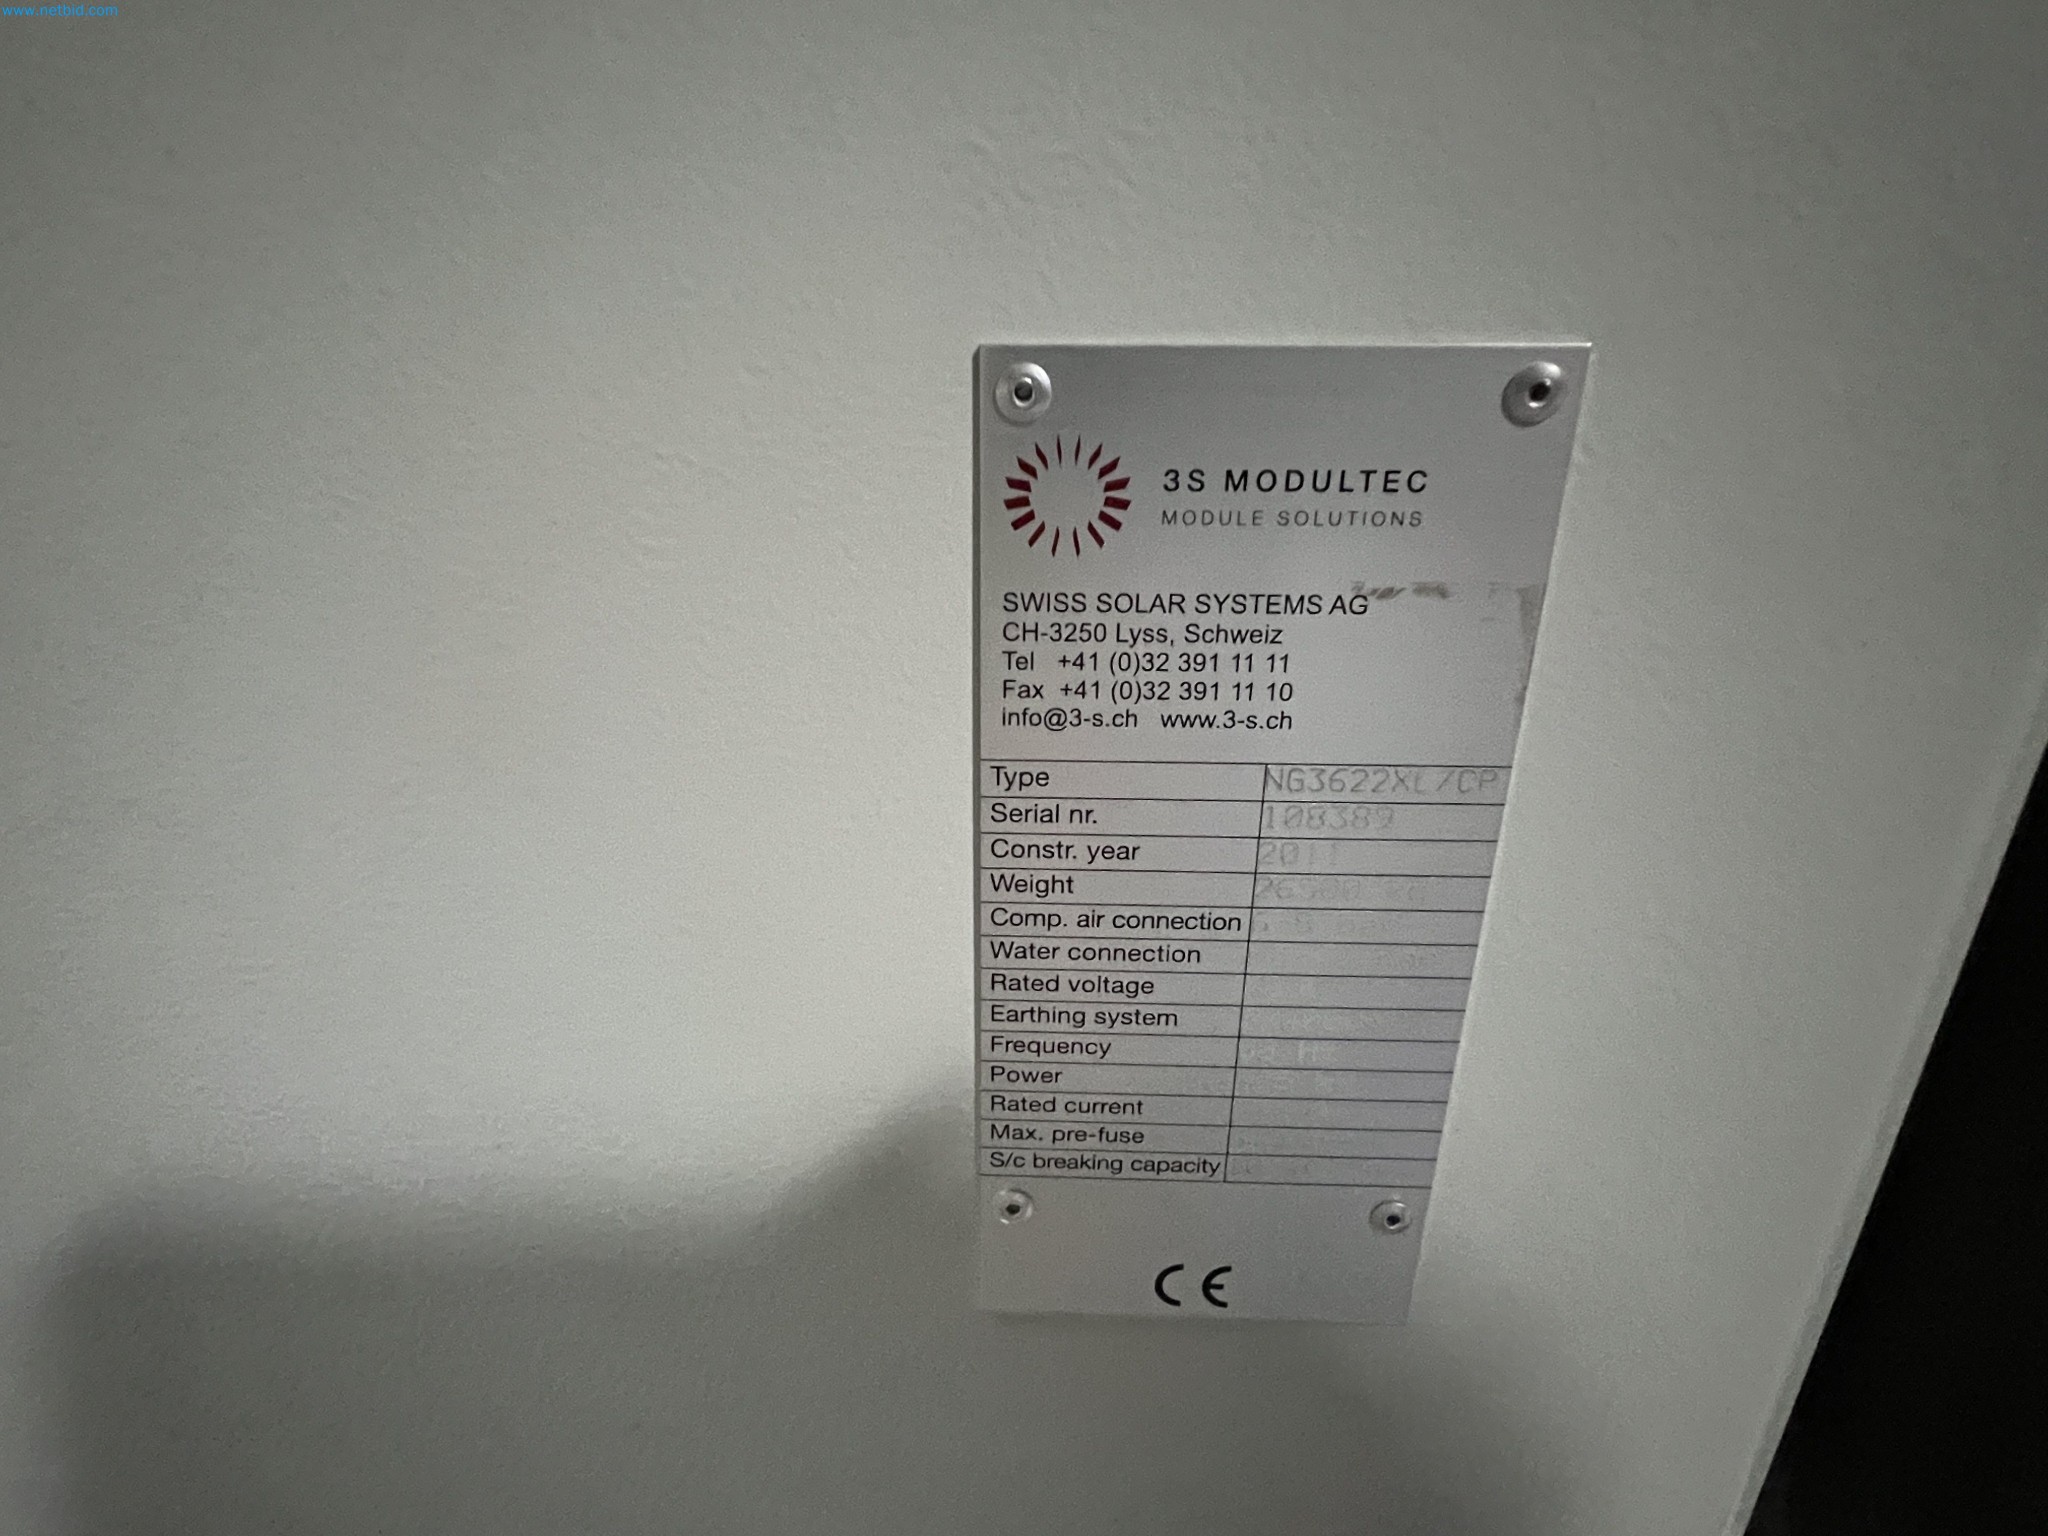 www.netbid.com
3S MODULTEC
MODULE SOLUTIONS
SWISS SOLAR SYSTEMS AG
CH-3250 Lyss, Schweiz
Tel +41 (0)32 391 11 11
Fax +41 (0)32 391 11 10
info@3-s.ch www.3-s.ch
Type NG3622XL/CP
Serial nr. 108389
Constr. year 2011
Weight
Comp. air connection
Water connection
Rated voltage
Earthing system
Frequency
Power
Rated current
Max. pre-fuse
S/c breaking capacity
CE